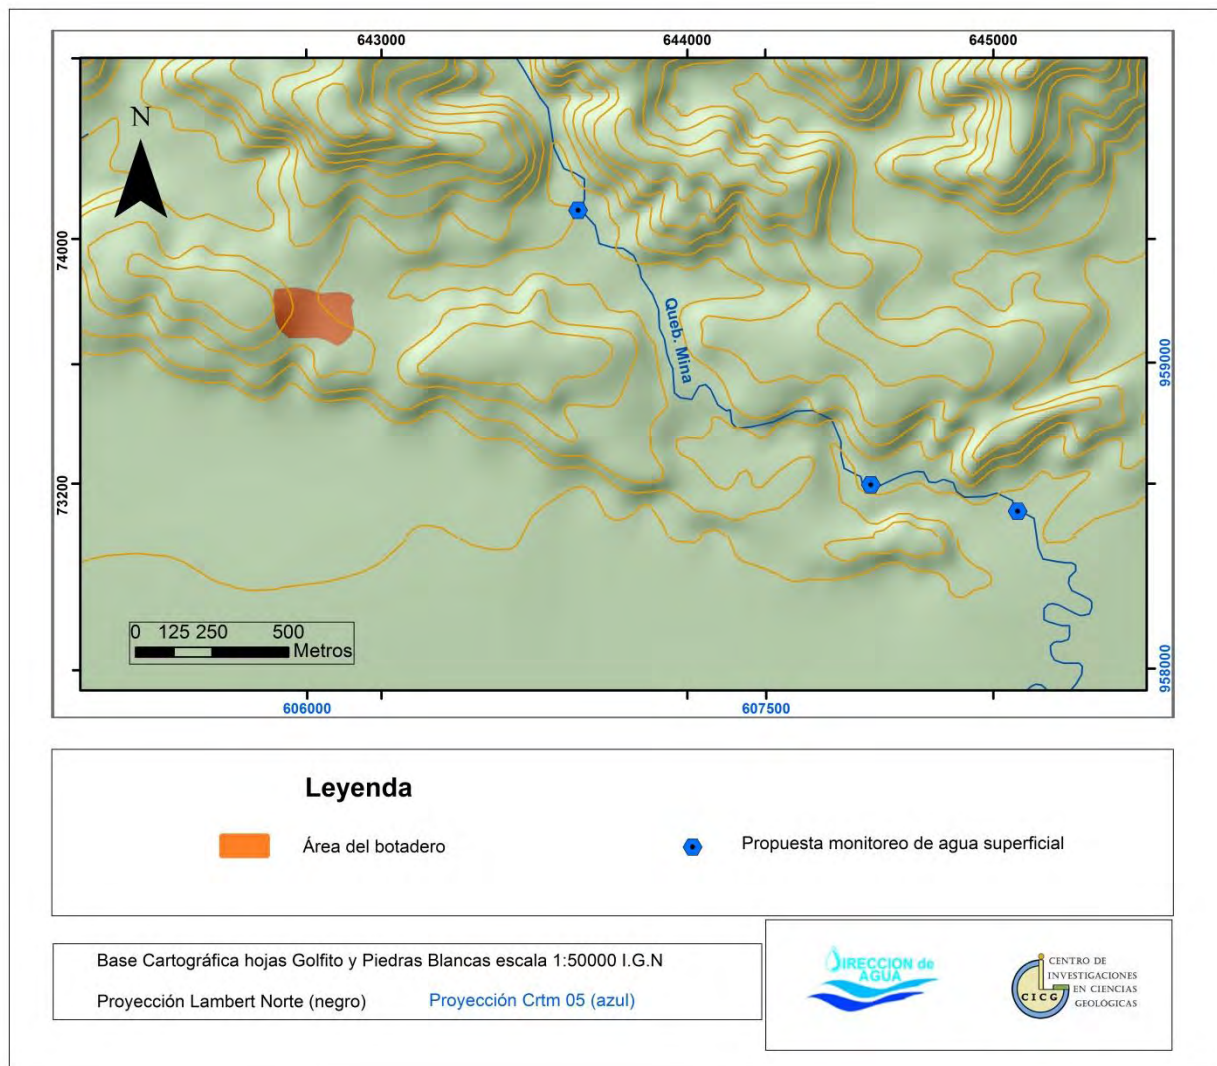 643000 644000 645000
N
74000
Queb. Mina
959000
73200
0 125 250 500
Metros
958000
606000 607500
Leyenda
Área del botadero
Propuesta monitoreo de agua superficial
Base Cartográfica hojas Golfito y Piedras Blancas escala 1:50000 I.G.N
Proyección Lambert Norte (negro) Proyección Crtm 05 (azul)
DIRECCION de
AGUA
CICG
CENTRO DE
INVESTIGACIONES
EN CIENCIAS
GEOLÓGICAS